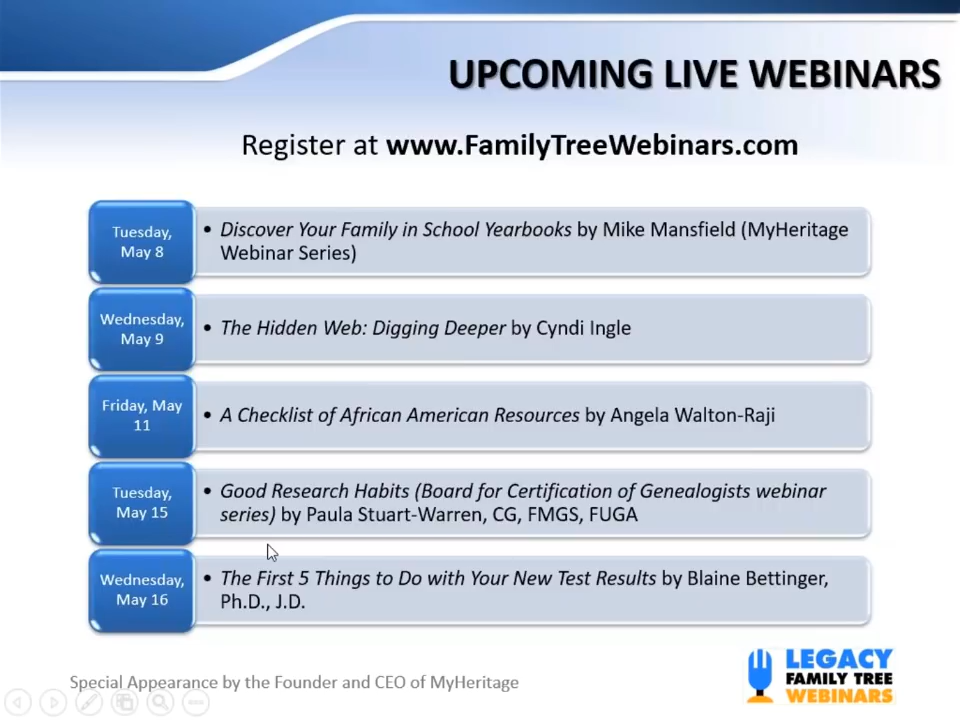 UPCOMING LIVE WEBINARS
Register at www.FamilyTreeWebinars.com
Tuesday,
May 8
• Discover Your Family in School Yearbooks by Mike Mansfield (MyHeritage
Webinar Series)
Wednesday,
May 9
• The Hidden Web: Digging Deeper by Cyndi Ingle
Friday, May
11
• A Checklist of African American Resources by Angela Walton-Raji
Tuesday,
May 15
• Good Research Habits (Board for Certification of Genealogists webinar
series) by Paula Stuart-Warren, CG, FMGS, FUGA
Wednesday,
May 16
• The First 5 Things to Do with Your New Test Results by Blaine Bettinger,
Ph.D., J.D.
Special Appearance by the Founder and CEO of MyHeritage
LEGACY
FAMILY TREE
WEBINARS